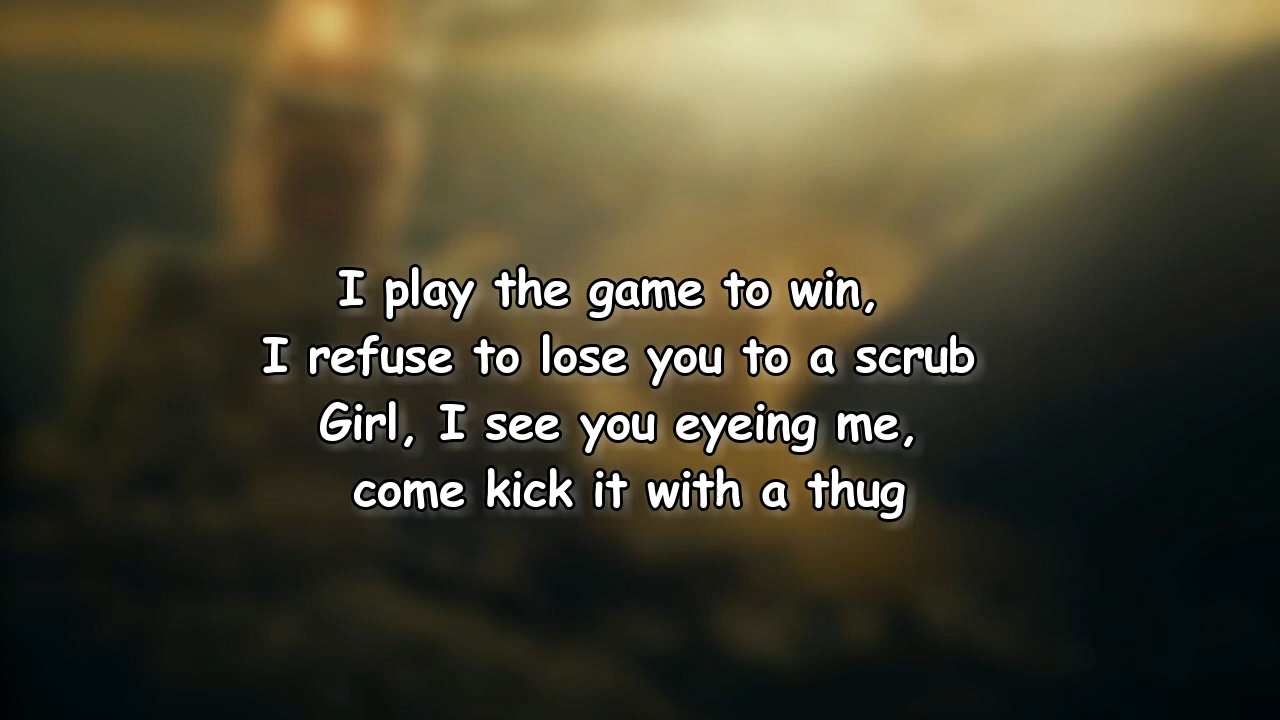 I play the game to win,
I refuse to lose you to a scrub
Girl, I see you eyeing me,
come kick it with a thug